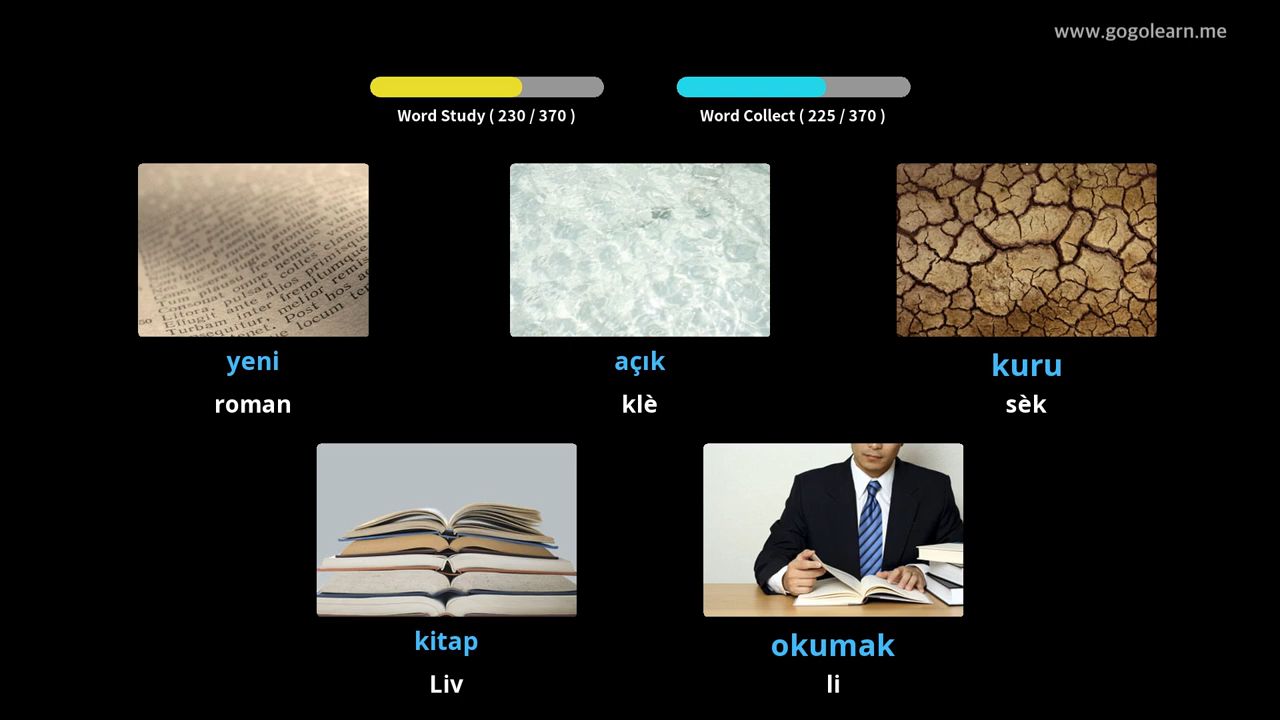 www.gogolearn.me
Word Study ( 230 / 370 )
Word Collect ( 225 / 370 )
yeni
roman
açık
klè
kuru
sèk
kitap
Liv
okumak
li